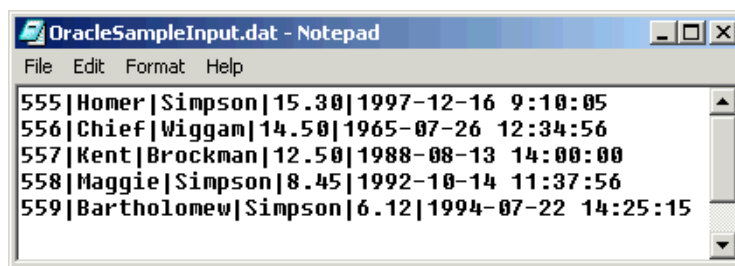 OracleSampleInput.dat - Notepad
File Edit Format Help
555|Homer|Simpson|15.30|1997-12-16 9:10:05
556|Chief|Wiggam|14.50|1965-07-26 12:34:56
557|Kent|Brockman|12.50|1988-08-13 14:00:00
558|Maggie|Simpson|8.45|1992-10-14 11:37:56
559|Bartholomew|Simpson|6.12|1994-07-22 14:25:15